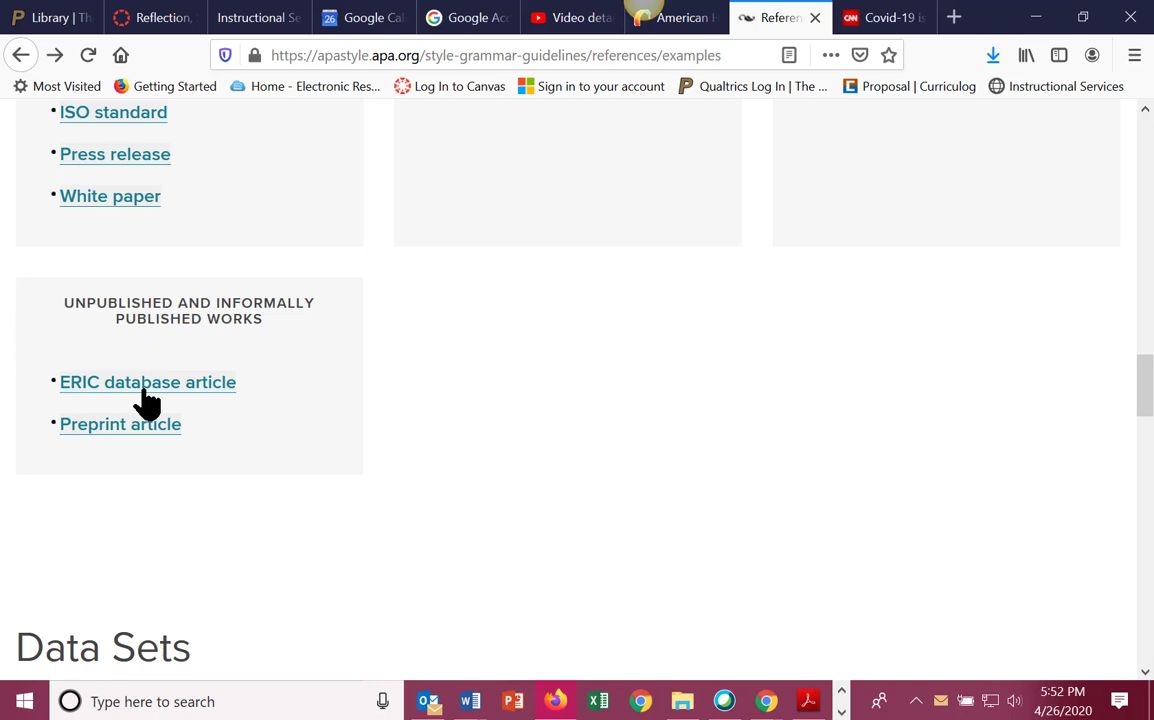 Library | Th
Reflection,
Instructional Se
26 Google Cal
Google Acc
Video deta
American H
Referen
CNN Covid-19 is
https://apastyle.apa.org/style-grammar-guidelines/references/examples
Most Visited
Getting Started
Home - Electronic Res...
Log In to Canvas
Sign in to your account
Qualtrics Log In | The ...
Proposal | Curriculog
Instructional Services
• ISO standard
• Press release
• White paper
UNPUBLISHED AND INFORMALLY
PUBLISHED WORKS
• ERIC database article
• Preprint article
Data Sets
Type here to search
5:52 PM
4/26/2020